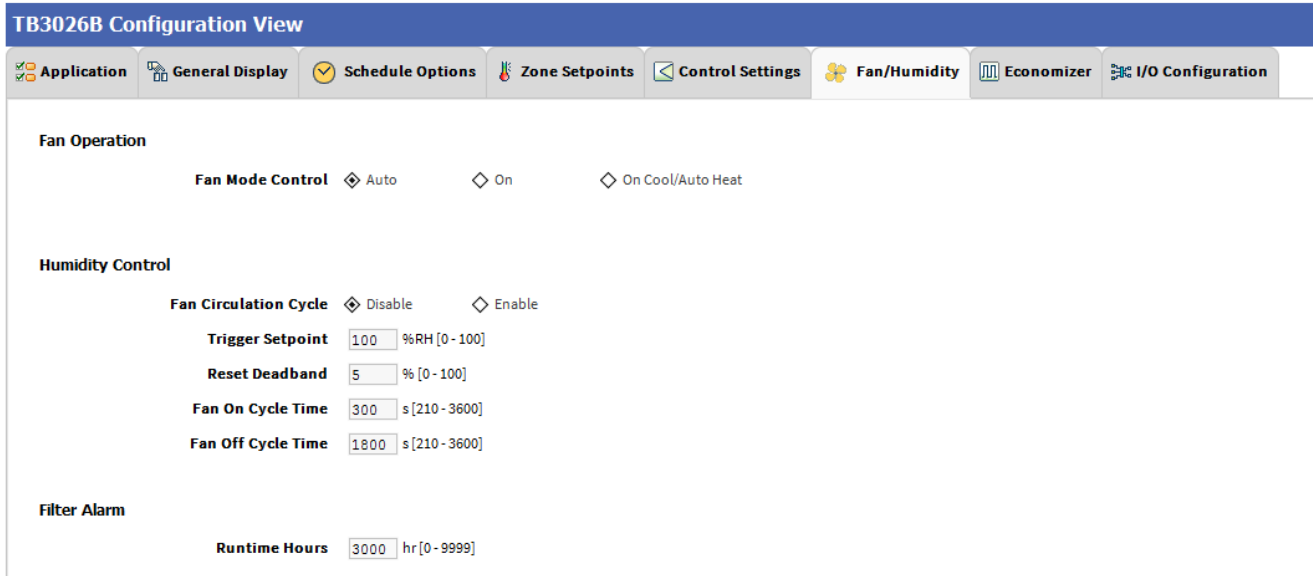 TB3026B Configuration View
Application General Display Schedule Options Zone Setpoints Control Settings Fan/Humidity Economizer I/O Configuration
Fan Operation
Fan Mode Control Auto On On Cool/Auto Heat
Humidity Control
Fan Circulation Cycle Disable Enable
Trigger Setpoint 100 %RH [0 - 100]
Reset Deadband 5 % [0 - 100]
Fan On Cycle Time 300 s [210 - 3600]
Fan Off Cycle Time 1800 s [210 - 3600]
Filter Alarm
Runtime Hours 3000 hr [0 - 9999]